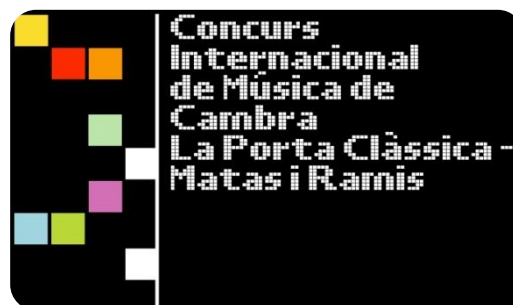 Concurs
Internacional
de Música de
Cambra
La Porta Clàssica -
Matas i Ramis